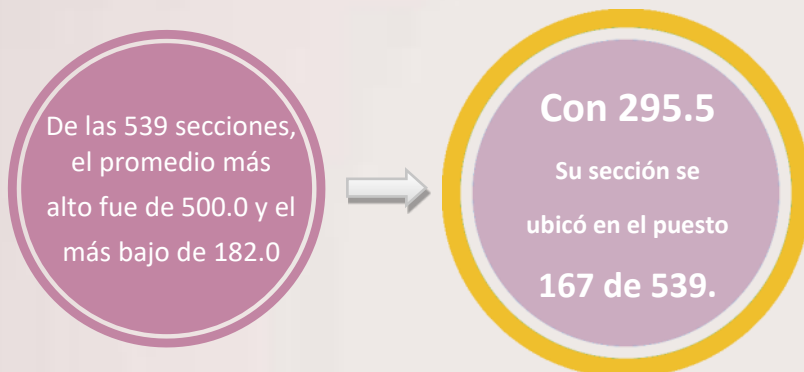 De las 539 secciones,
el promedio más
alto fue de 500.0 y el
más bajo de 182.0
Con 295.5
Su sección se
ubicó en el puesto
167 de 539.